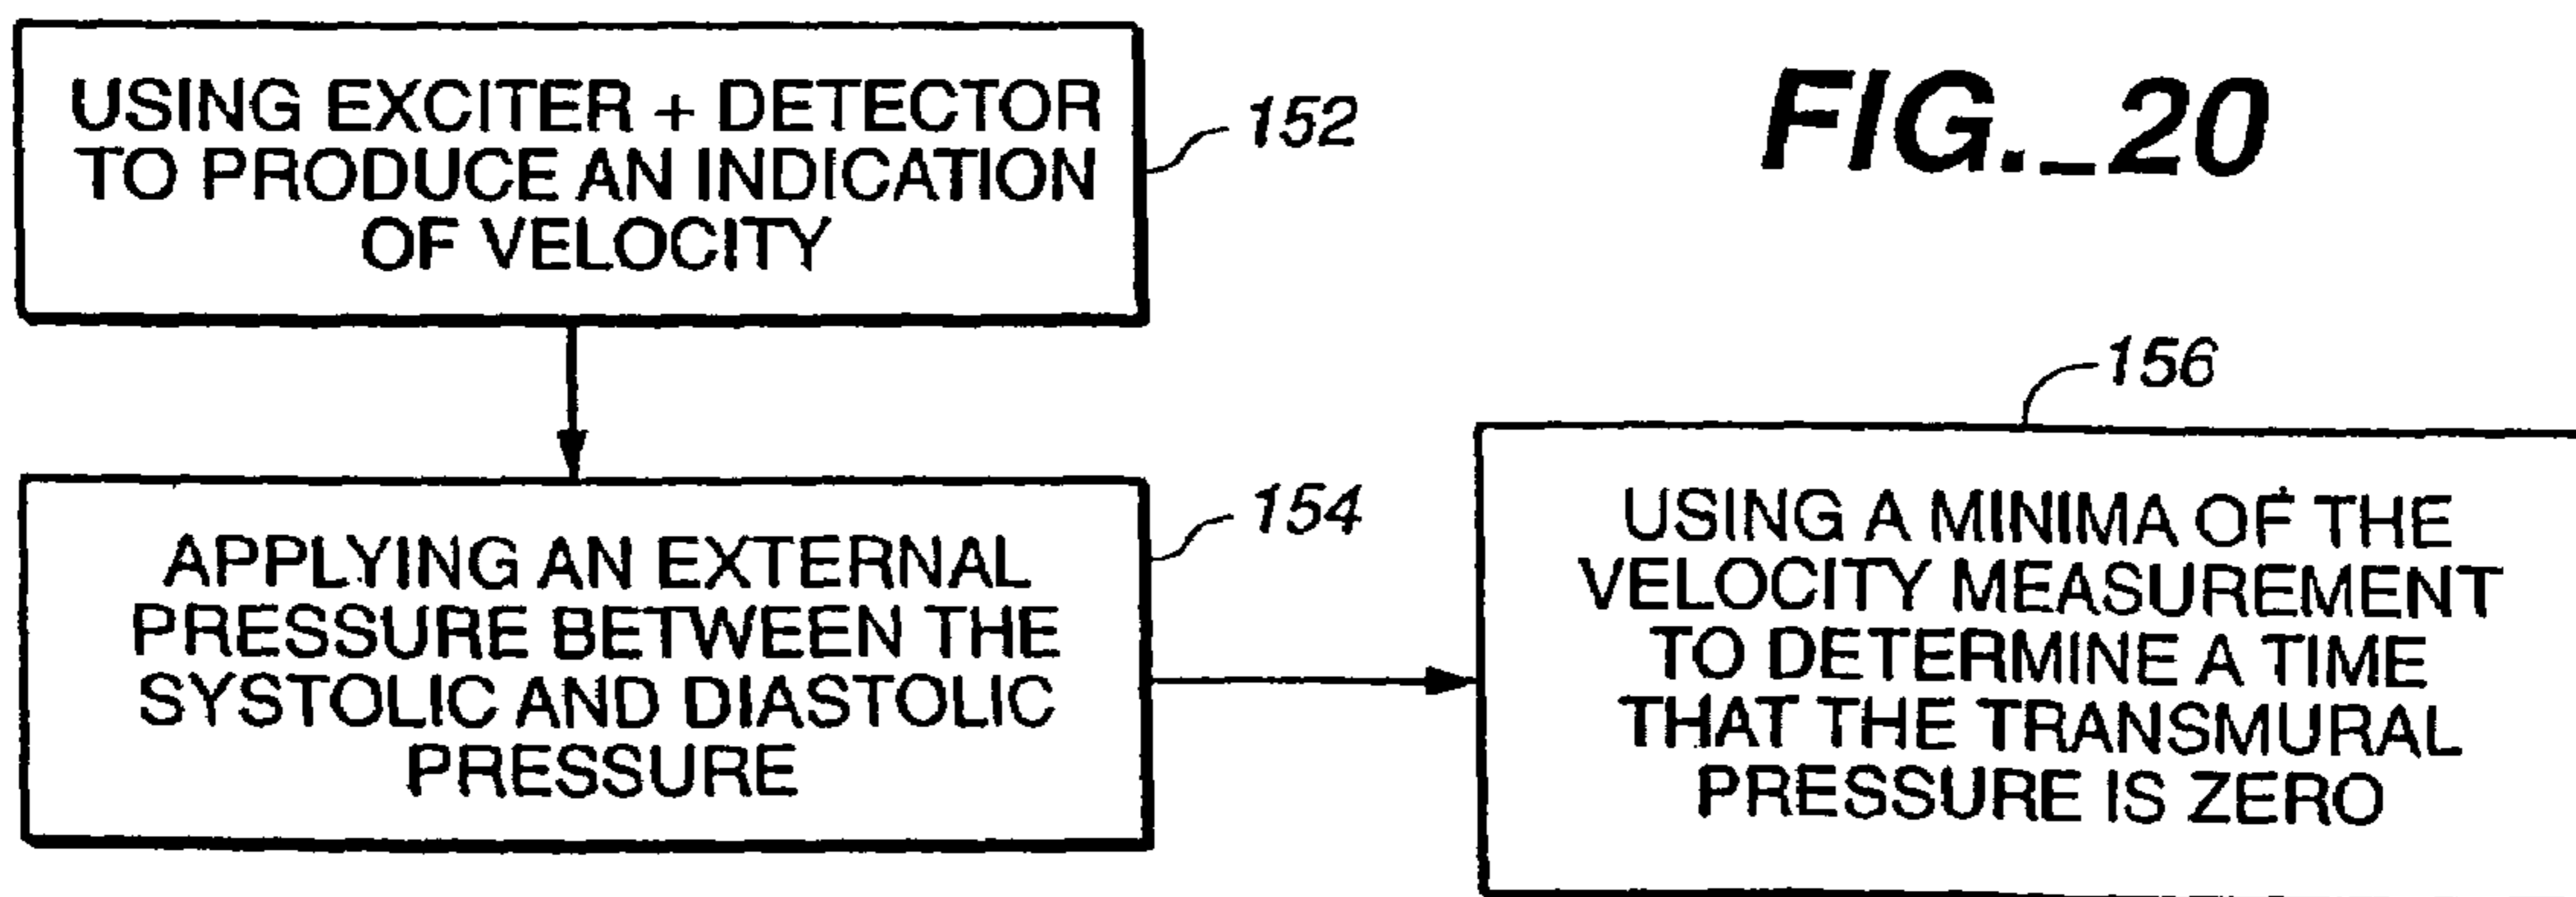 FIG._20
USING EXCITER + DETECTOR
TO PRODUCE AN INDICATION
OF VELOCITY
152
APPLYING AN EXTERNAL
PRESSURE BETWEEN THE
SYSTOLIC AND DIASTOLIC
PRESSURE
154
156
USING A MINIMA OF THE
VELOCITY MEASUREMENT
TO DETERMINE A TIME
THAT THE TRANSMURAL
PRESSURE IS ZERO